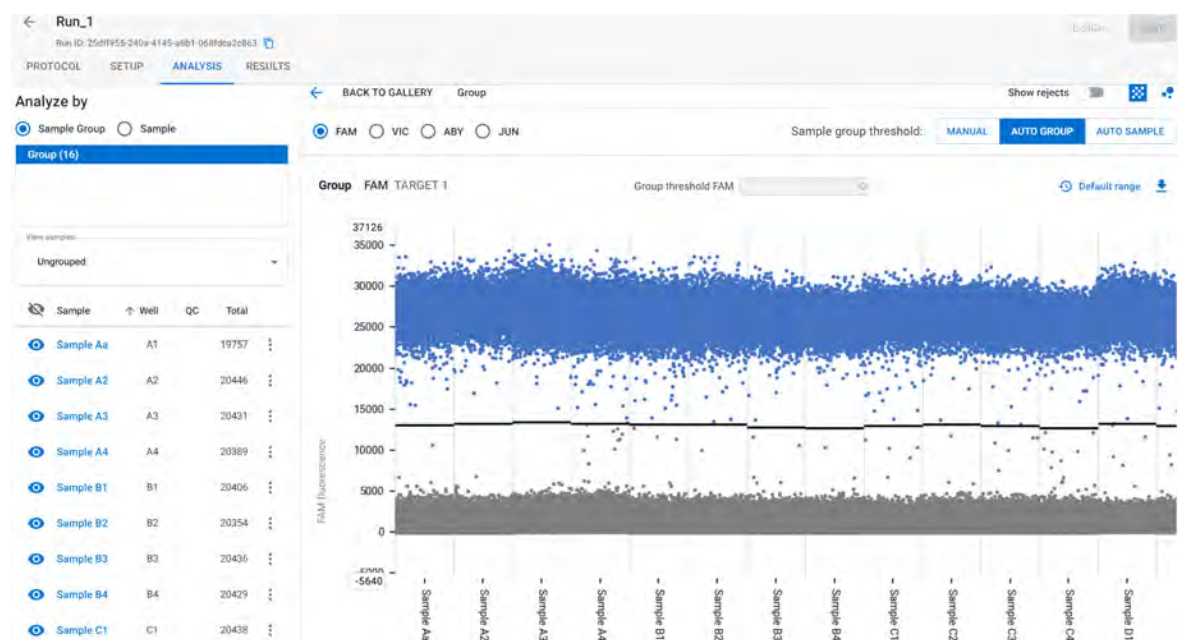 Run_1
PROTOCOL SETUP ANALYSIS RESULTS
Analyze by
Sample Group Sample
Group (16)
View samples
Ungrouped
Sample Well QC Total
Sample Aa A1 19757
Sample A2 A2 20446
Sample A3 A3 20431
Sample A4 A4 20389
Sample B1 B1 20406
Sample B2 B2 20354
Sample B3 B3 20436
Sample B4 B4 20429
Sample C1 C1 20438
BACK TO GALLERY Group Show rejects
FAM VIC ABY JUN Sample group threshold: MANUAL AUTO GROUP AUTO SAMPLE
Group FAM TARGET 1 Group threshold FAM Default range
37126
35000
30000
25000
20000
15000
10000
5000
0
-5000
-5640
FAM fluorescence
Sample Aa
Sample A2
Sample A3
Sample A4
Sample B1
Sample B2
Sample B3
Sample B4
Sample C1
Sample C2
Sample C3
Sample C4
Sample D1